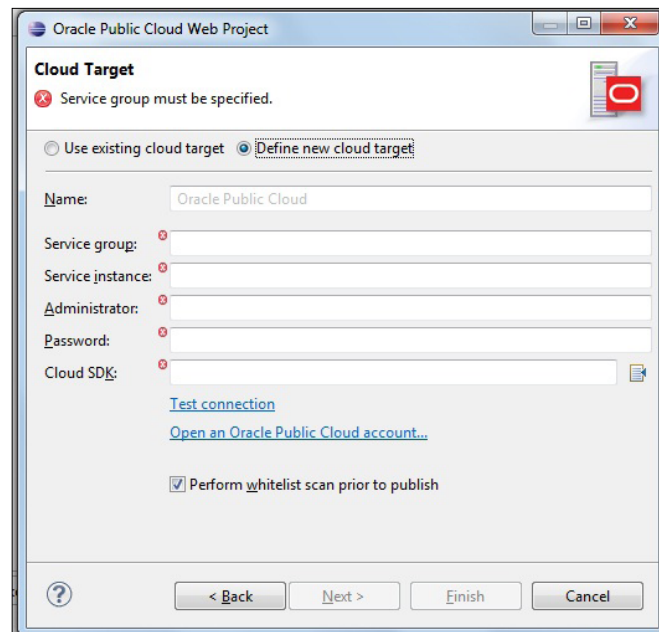 Oracle Public Cloud Web Project
Cloud Target
Service group must be specified.
Use existing cloud target Define new cloud target
Name: Oracle Public Cloud
Service group:
Service instance:
Administrator:
Password:
Cloud SDK:
Test connection
Open an Oracle Public Cloud account...
Perform whitelist scan prior to publish
? < Back Next > Finish Cancel